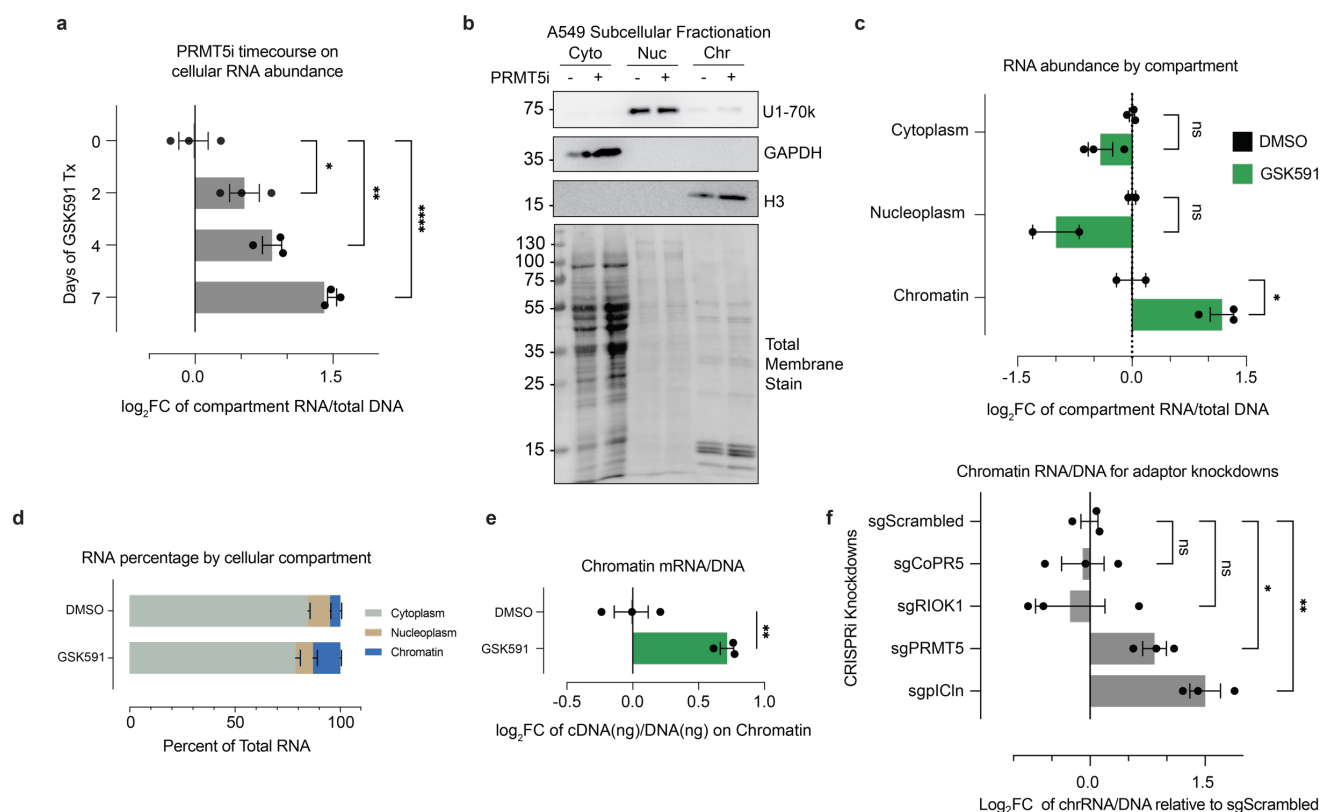 a
PRMT5i timecourse on
cellular RNA abundance
Days of GSK591 Tx
0
2
4
7
*
**
****
0.0
1.5
log₂FC of compartment RNA/total DNA
b
A549 Subcellular Fractionation
Cyto
Nuc
Chr
PRMT5i
-
+
-
+
-
+
75
U1-70k
35
GAPDH
15
H3
130
100
75
55
35
25
15
Total
Membrane
Stain
c
RNA abundance by compartment
Cytoplasm
Nucleoplasm
Chromatin
ns
ns
*
DMSO
GSK591
-1.5
0.0
1.5
log₂FC of compartment RNA/total DNA
d
RNA percentage by cellular compartment
DMSO
GSK591
Cytoplasm
Nucleoplasm
Chromatin
0
50
100
Percent of Total RNA
e
Chromatin mRNA/DNA
DMSO
GSK591
**
-0.5
0.0
0.5
1.0
log₂FC of cDNA(ng)/DNA(ng) on Chromatin
f
Chromatin RNA/DNA for adaptor knockdowns
CRISPRi Knockdowns
sgScrambled
sgCoPR5
sgRIOK1
sgPRMT5
sgpICln
ns
ns
*
**
0.0
1.5
Log₂FC of chrRNA/DNA relative to sgScrambled